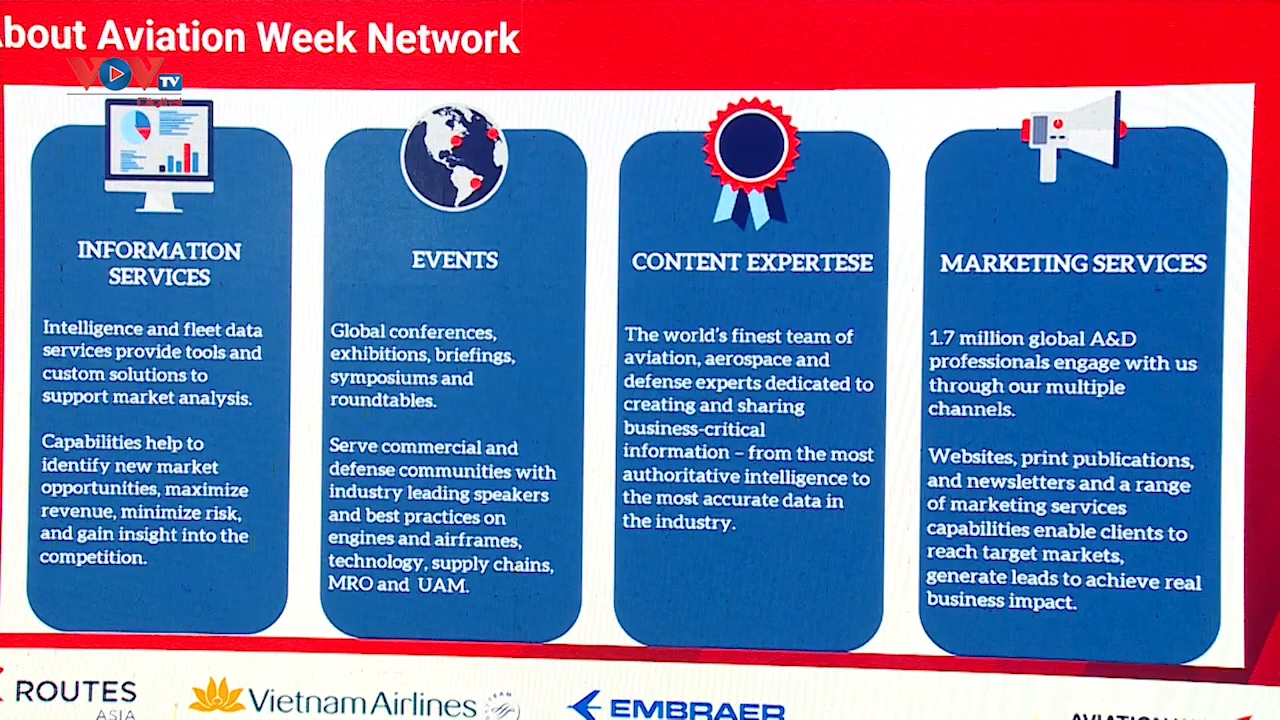 About Aviation Week Network
VOV TV
Digital
INFORMATION
SERVICES
Intelligence and fleet data
services provide tools and
custom solutions to
support market analysis.
Capabilities help to
identify new market
opportunities, maximize
revenue, minimize risk,
and gain insight into the
competition.
EVENTS
Global conferences,
exhibitions, briefings,
symposiums and
roundtables.
Serve commercial and
defense communities with
industry leading speakers
and best practices on
engines and airframes,
technology, supply chains,
MRO and UAM.
CONTENT EXPERTESE
The world's finest team of
aviation, aerospace and
defense experts dedicated to
creating and sharing
business-critical
information – from the most
authoritative intelligence to
the most accurate data in
the industry.
MARKETING SERVICES
1.7 million global A&D
professionals engage with us
through our multiple
channels.
Websites, print publications,
and newsletters and a range
of marketing services
capabilities enable clients to
reach target markets,
generate leads to achieve real
business impact.
ROUTES
ASIA
Vietnam Airlines
EMBRAER
AVIATION